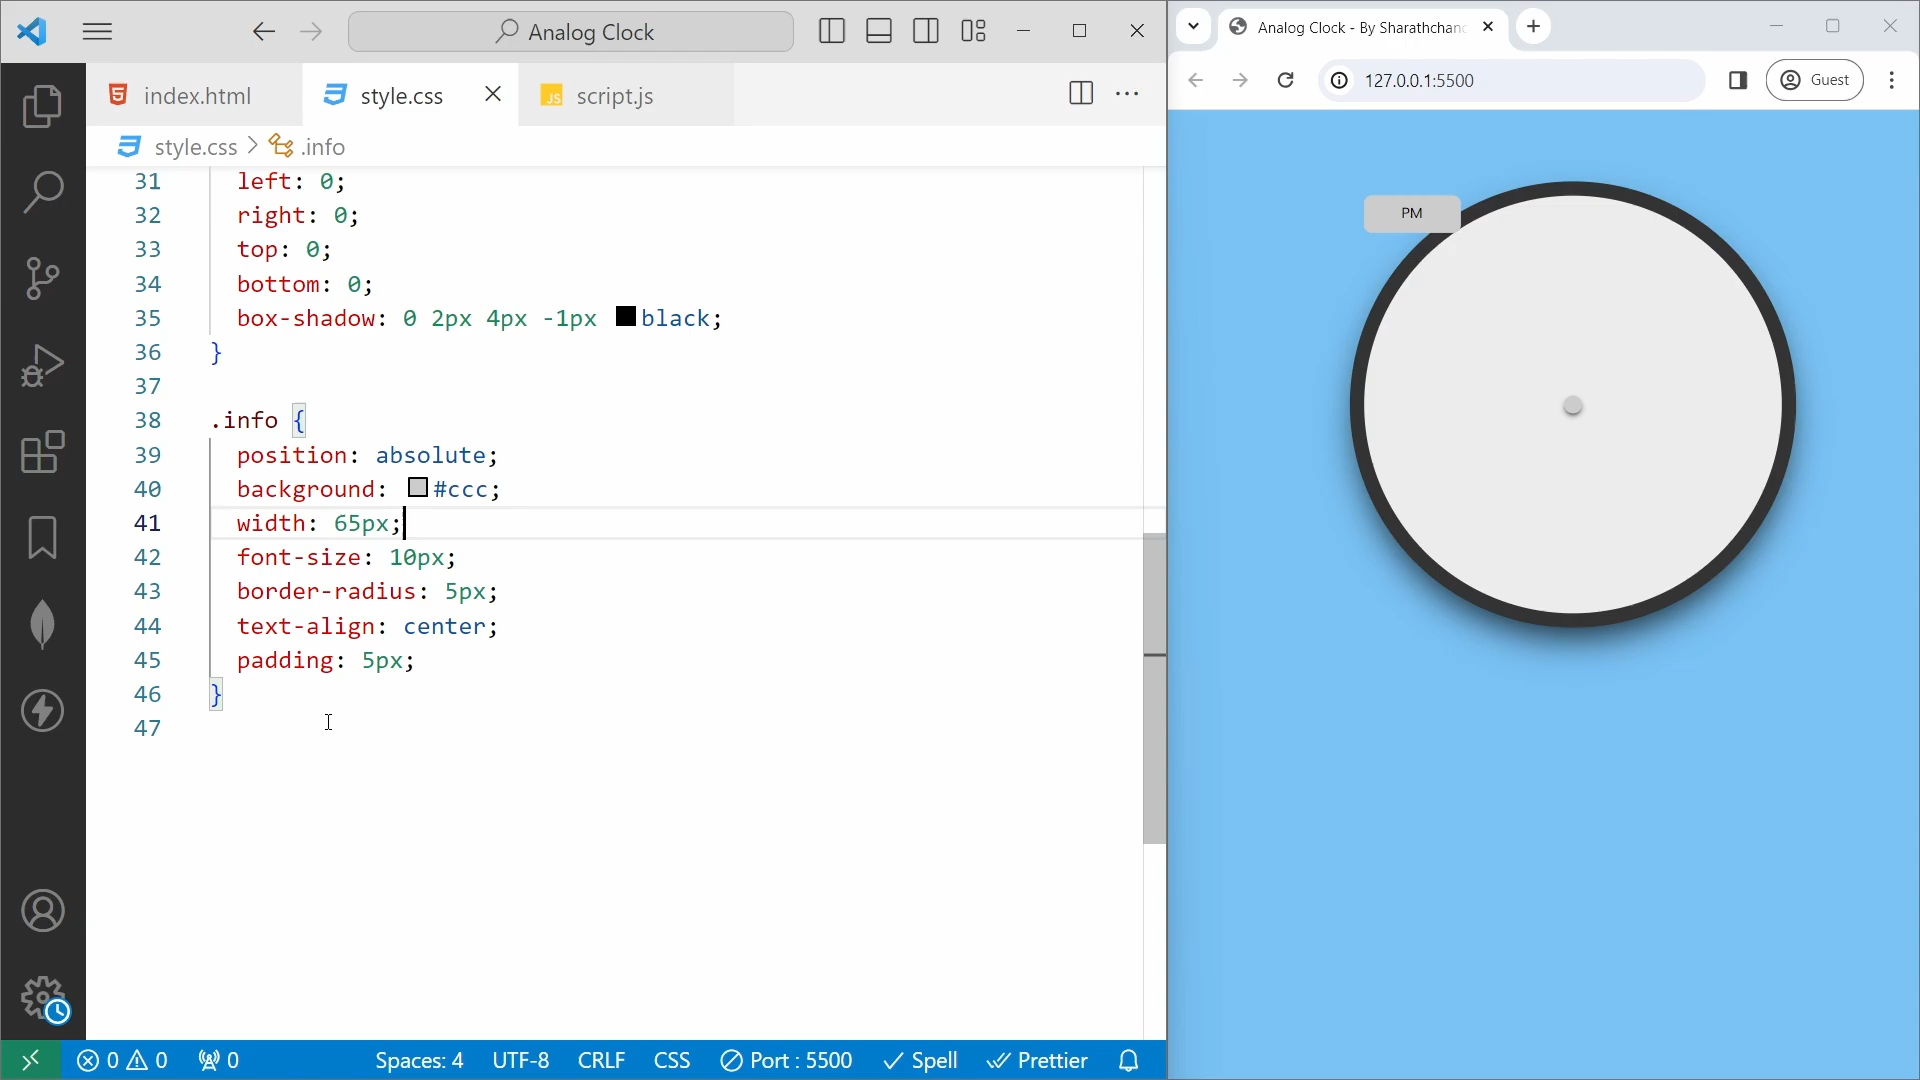 Analog Clock
index.html
style.css
script.js
style.css > .info
31 left: 0;
32 right: 0;
33 top: 0;
34 bottom: 0;
35 box-shadow: 0 2px 4px -1px black;
36 }
37
38 .info {
39 position: absolute;
40 background: #ccc;
41 width: 65px;
42 font-size: 10px;
43 border-radius: 5px;
44 text-align: center;
45 padding: 5px;
46 }
47
0 0 0 Spaces: 4 UTF-8 CRLF CSS Port : 5500 Spell Prettier
Analog Clock - By Sharathchan
127.0.0.1:5500
Guest
PM